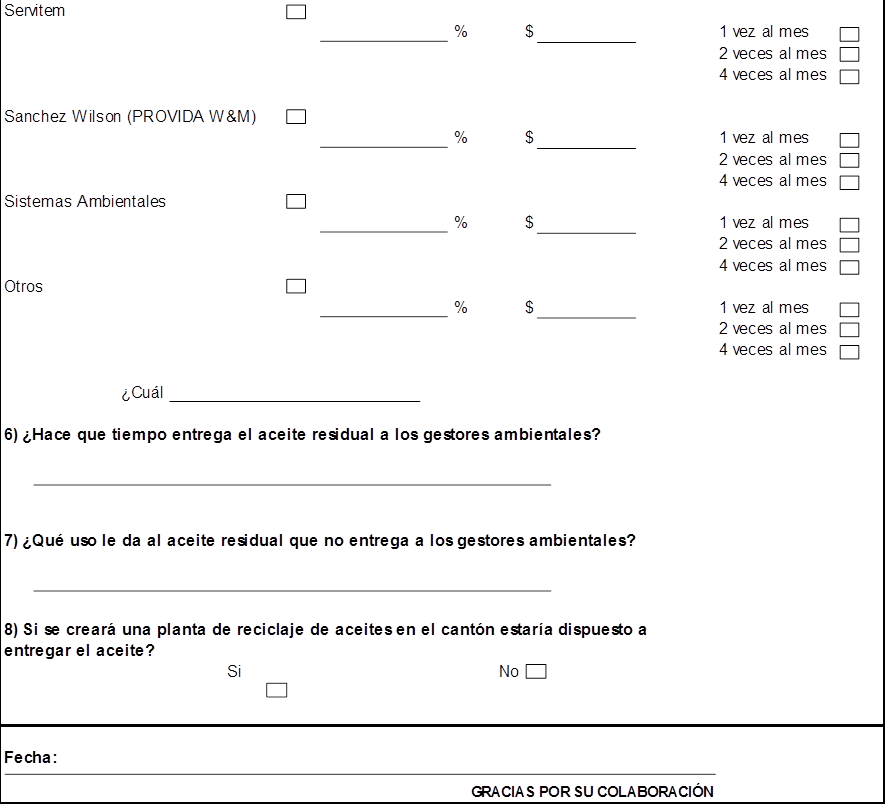 Servitem
% $ 1 vez al mes
2 veces al mes
4 veces al mes
Sanchez Wilson (PROVIDA W&M)
% $ 1 vez al mes
2 veces al mes
4 veces al mes
Sistemas Ambientales
% $ 1 vez al mes
2 veces al mes
4 veces al mes
Otros
% $ 1 vez al mes
2 veces al mes
4 veces al mes
¿Cuál
6) ¿Hace que tiempo entrega el aceite residual a los gestores ambientales?
7) ¿Qué uso le da al aceite residual que no entrega a los gestores ambientales?
8) Si se creará una planta de reciclaje de aceites en el cantón estaría dispuesto a
entregar el aceite?
Si No
Fecha:
GRACIAS POR SU COLABORACIÓN